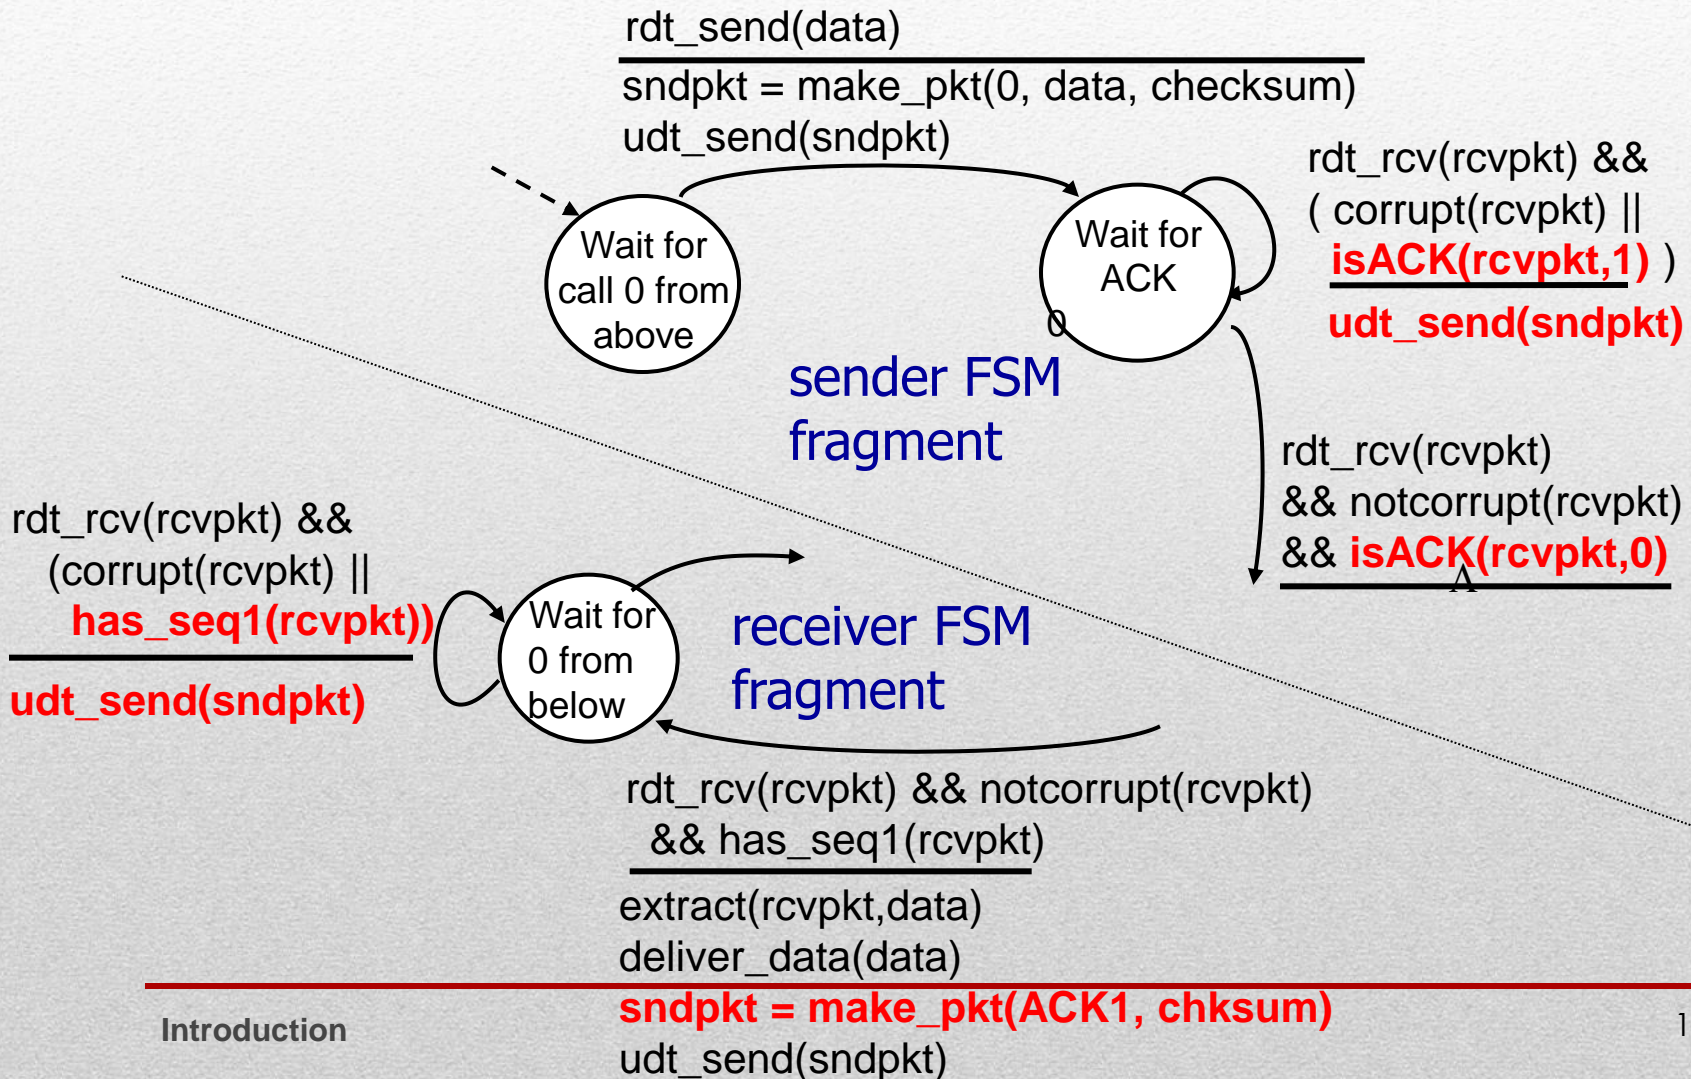 rdt_send(data)
sndpkt = make_pkt(0, data, checksum)
udt_send(sndpkt)
Wait for
call 0 from
above
Wait for
ACK
0
rdt_rcv(rcvpkt) &&
( corrupt(rcvpkt) ||
isACK(rcvpkt,1) )
udt_send(sndpkt)
sender FSM
fragment
rdt_rcv(rcvpkt)
&& notcorrupt(rcvpkt)
&& isACK(rcvpkt,0)
Λ
rdt_rcv(rcvpkt) &&
(corrupt(rcvpkt) ||
has_seq1(rcvpkt))
udt_send(sndpkt)
Wait for
0 from
below
receiver FSM
fragment
rdt_rcv(rcvpkt) && notcorrupt(rcvpkt)
&& has_seq1(rcvpkt)
extract(rcvpkt,data)
deliver_data(data)
sndpkt = make_pkt(ACK1, chksum)
udt_send(sndpkt)
Introduction
1